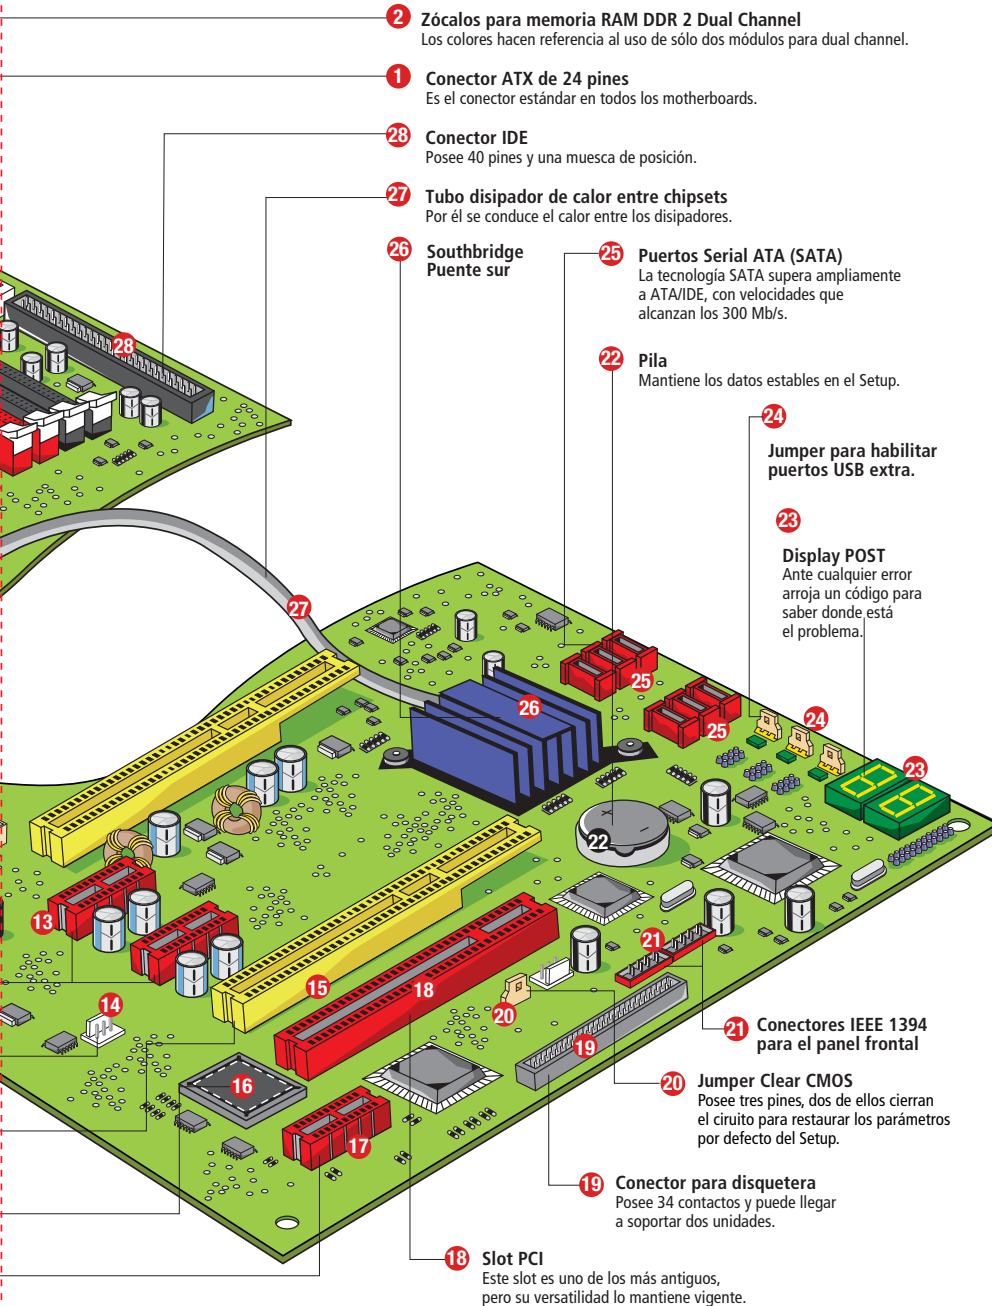 2 Zócalos para memoria RAM DDR 2 Dual Channel
Los colores hacen referencia al uso de sólo dos módulos para dual channel.
1 Conector ATX de 24 pines
Es el conector estándar en todos los motherboards.
28 Conector IDE
Posee 40 pines y una muesca de posición.
27 Tubo disipador de calor entre chipsets
Por él se conduce el calor entre los disipadores.
26 Southbridge
Puente sur
25 Puertos Serial ATA (SATA)
La tecnología SATA supera ampliamente
a ATA/IDE, con velocidades que
alcanzan los 300 Mb/s.
22 Pila
Mantiene los datos estables en el Setup.
24
Jumper para habilitar
puertos USB extra.
23
Display POST
Ante cualquier error
arroja un código para
saber donde está
el problema.
28
27
26
25
25
24
23
22
13
15
18
14
16
17
19
20
21
21 Conectores IEEE 1394
para el panel frontal
20 Jumper Clear CMOS
Posee tres pines, dos de ellos cierran
el ciruito para restaurar los parámetros
por defecto del Setup.
19 Conector para disquetera
Posee 34 contactos y puede llegar
a soportar dos unidades.
18 Slot PCI
Este slot es uno de los más antiguos,
pero su versatilidad lo mantiene vigente.